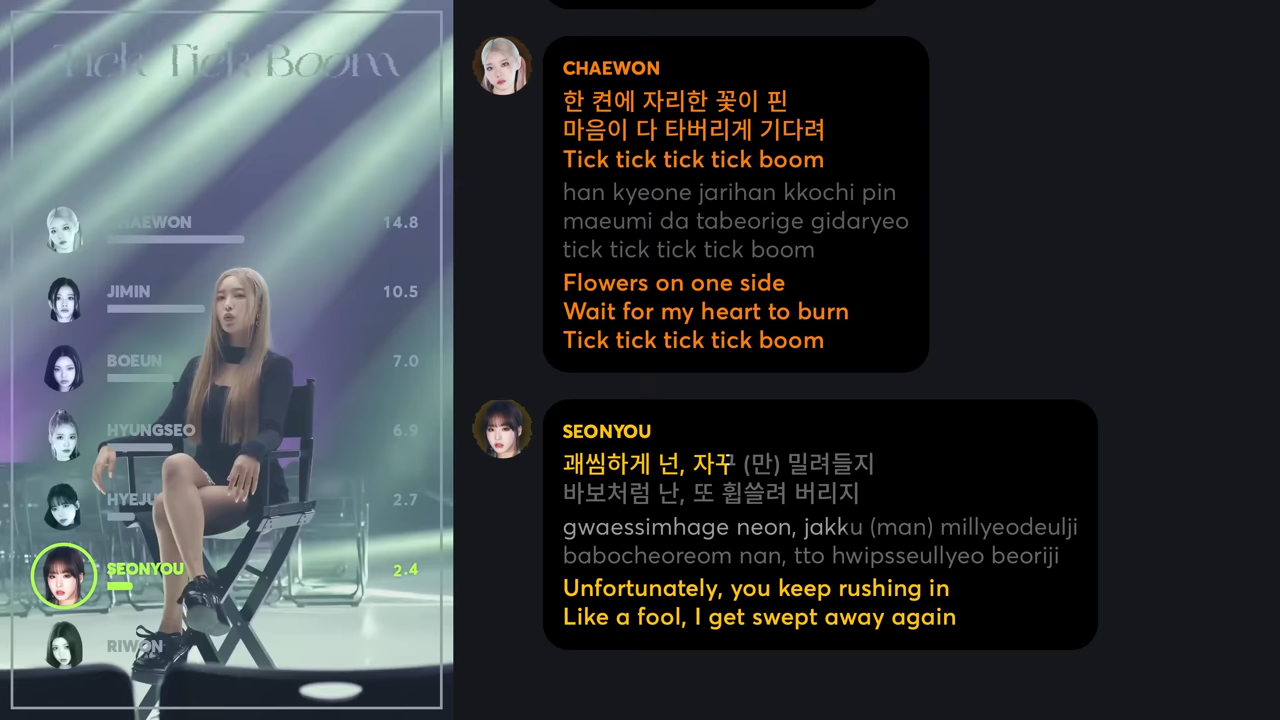 Tick Tick Boom
CHAEWON
14.8
JIMIN
10.5
BOEUN
7.0
HYUNGSEO
6.9
HYEJU
2.7
SEONYOU
2.4
RIWON
CHAEWON
한 켠에 자리한 꽃이 핀
마음이 다 타버리게 기다려
Tick tick tick tick boom
han kyeone jarihan kkochi pin
maeumi da tabeorige gidaryeo
tick tick tick tick boom
Flowers on one side
Wait for my heart to burn
Tick tick tick tick boom
SEONYOU
괘씸하게 넌, 자꾸 (만) 밀려들지
바보처럼 난, 또 휩쓸려 버리지
gwaessimhage neon, jakku (man) millyeodeulji
babocheoreom nan, tto hwipsseullyeo beoriji
Unfortunately, you keep rushing in
Like a fool, I get swept away again